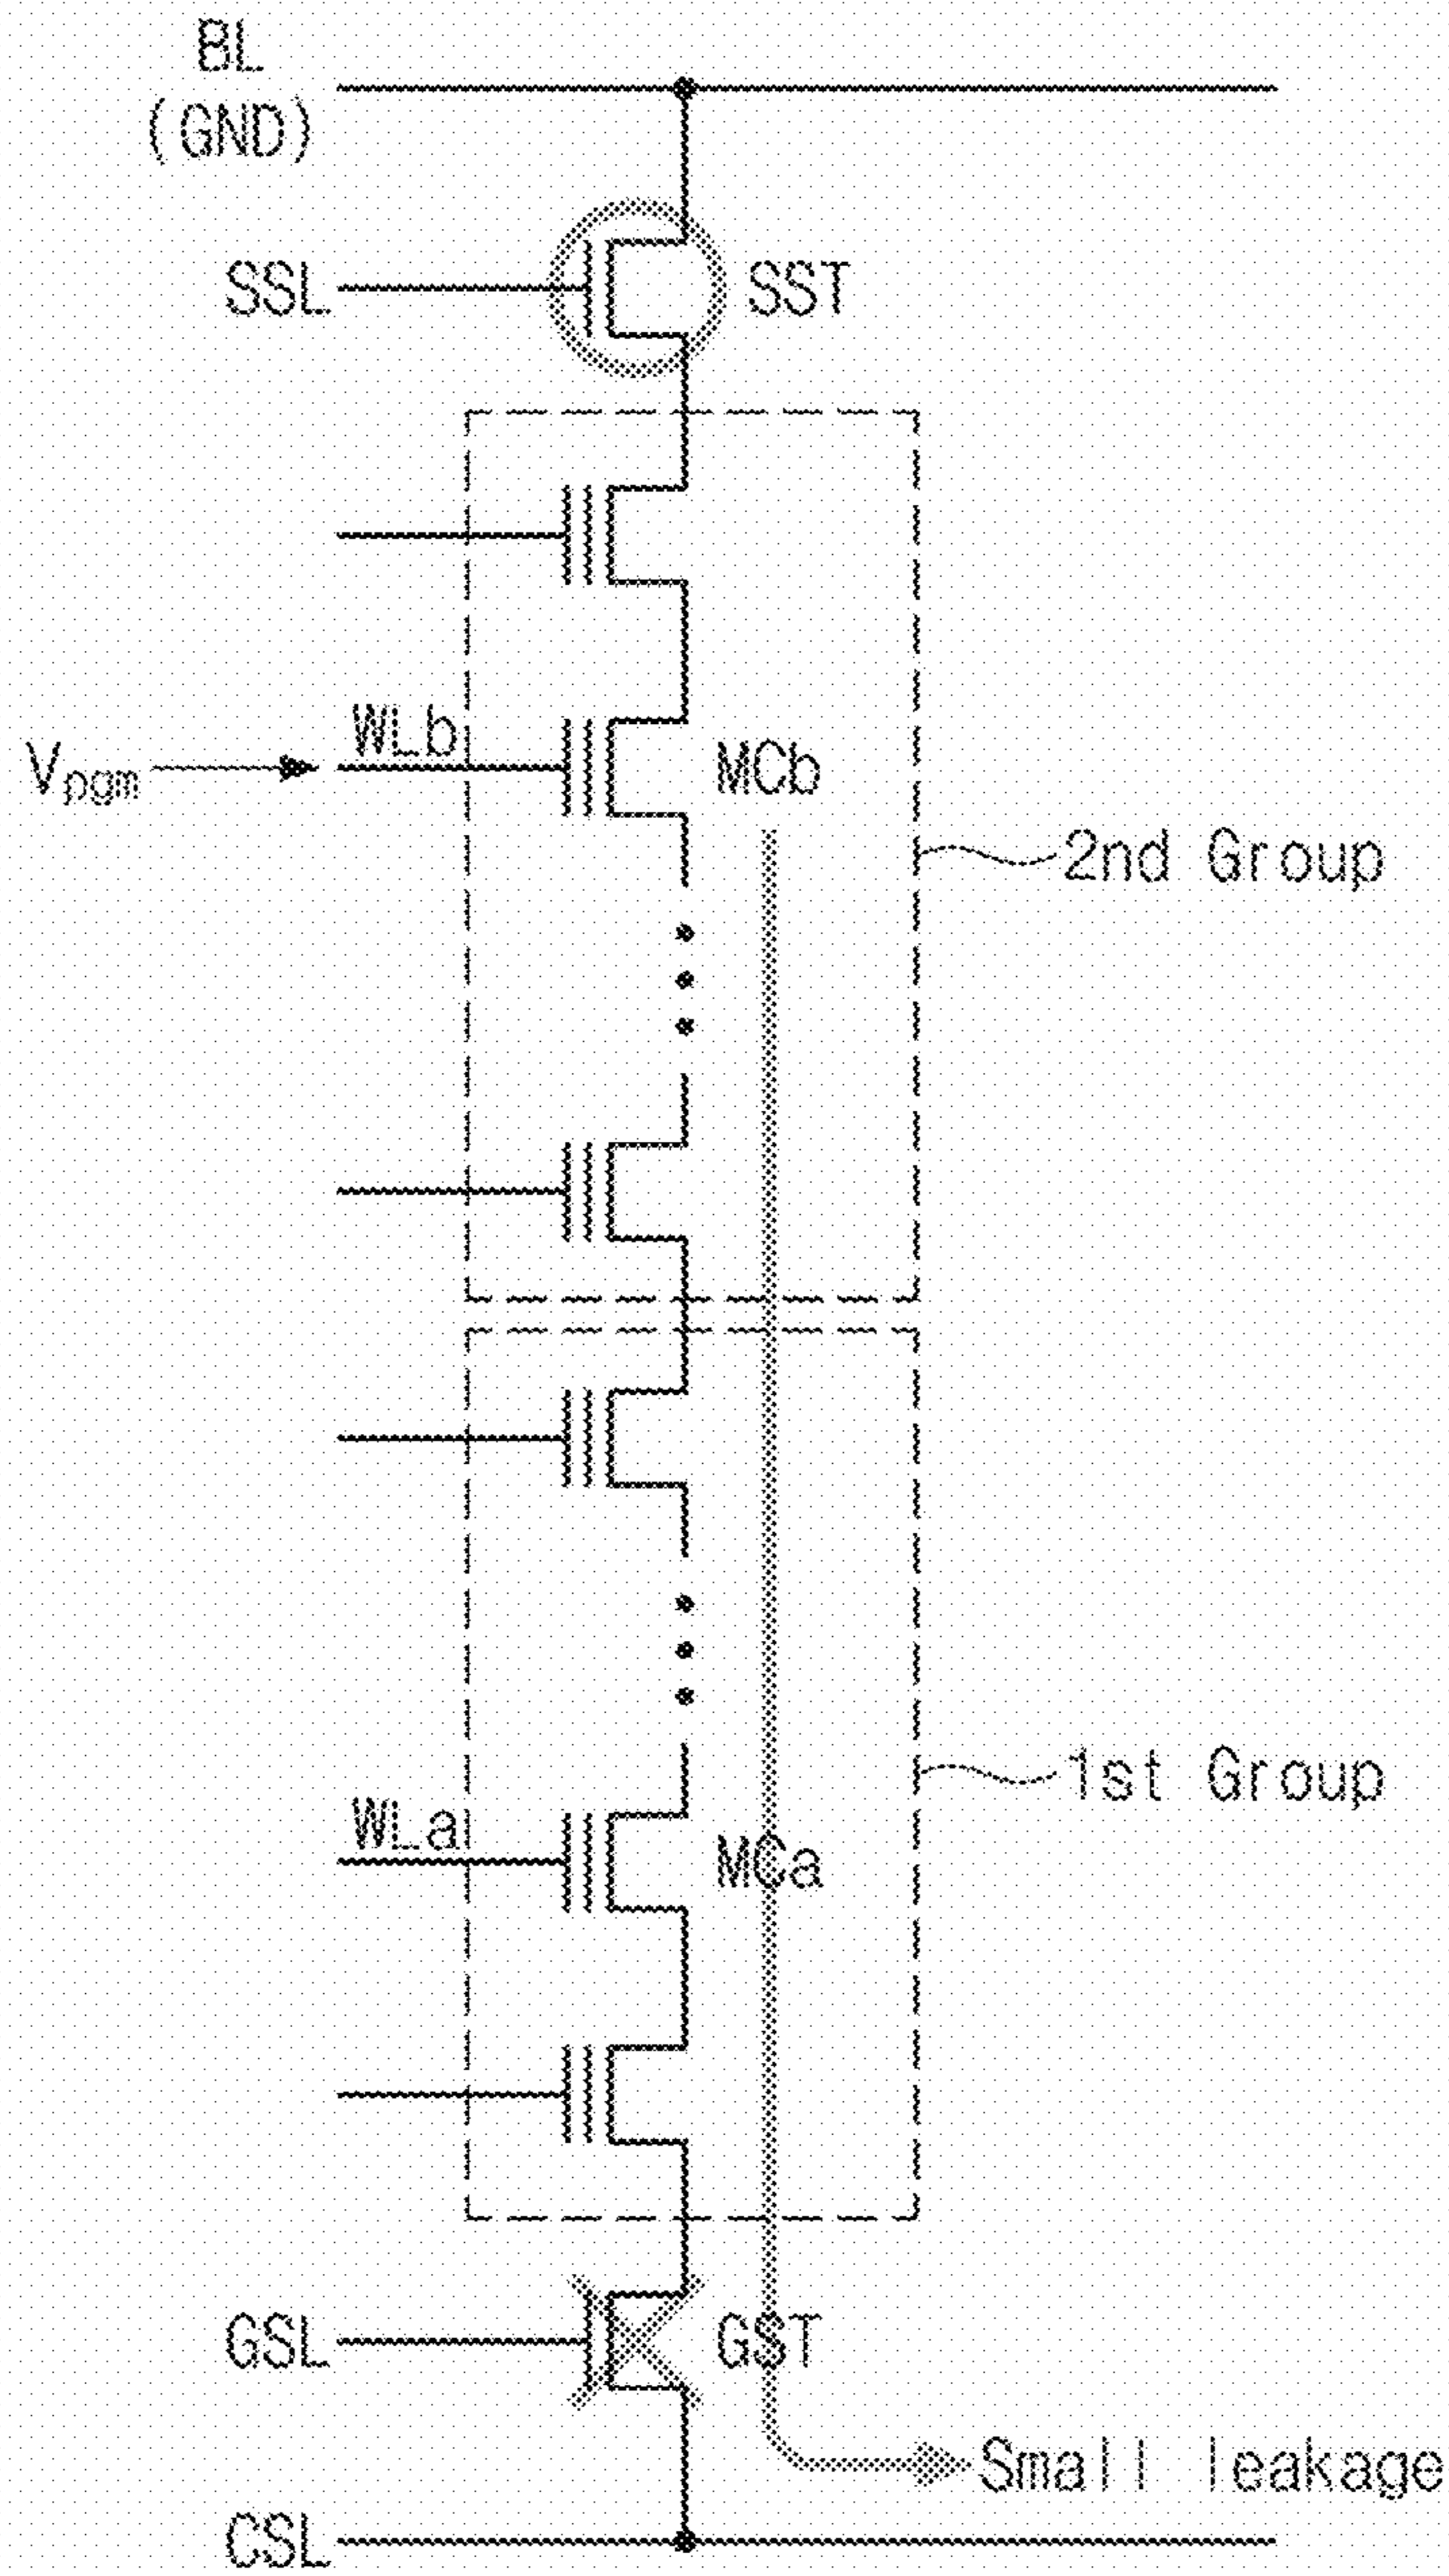 BL
(GND)
SSL
SST
WLb
Vpgm
MCb
2nd Group
1st Group
WLa
MCa
GSL
GST
Small leakage
CSL